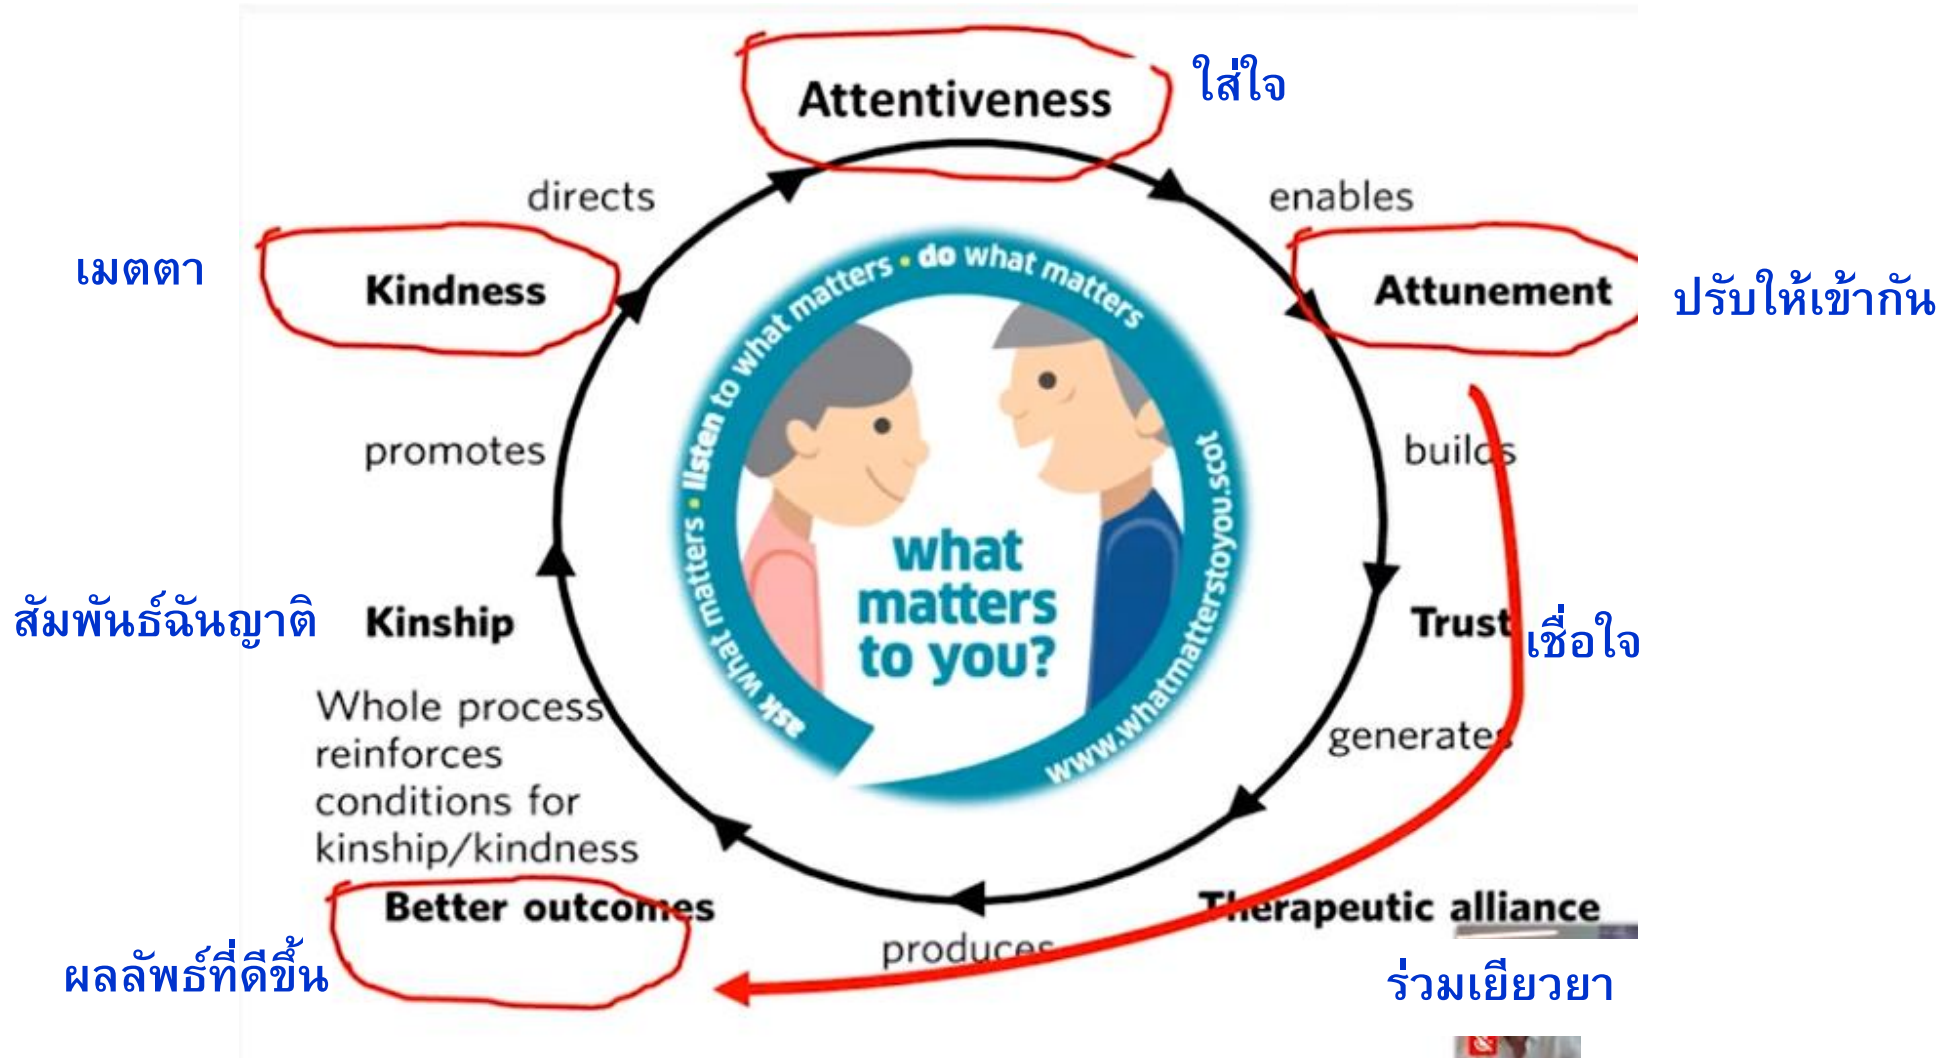 Attentiveness
ใส่ใจ
directs
enables
เมตตา
Kindness
Attunement
ปรับให้เข้ากัน
ask what matters • listen to what matters • do what matters
www.whatmatterstoyou.scot
promotes
builds
what
matters
to you?
สัมพันธ์ฉันญาติ
Kinship
Trust
เชื่อใจ
Whole process
reinforces
conditions for
kinship/kindness
generates
Better outcomes
Therapeutic alliance
produces
ผลลัพธ์ที่ดีขึ้น
ร่วมเยียวยา